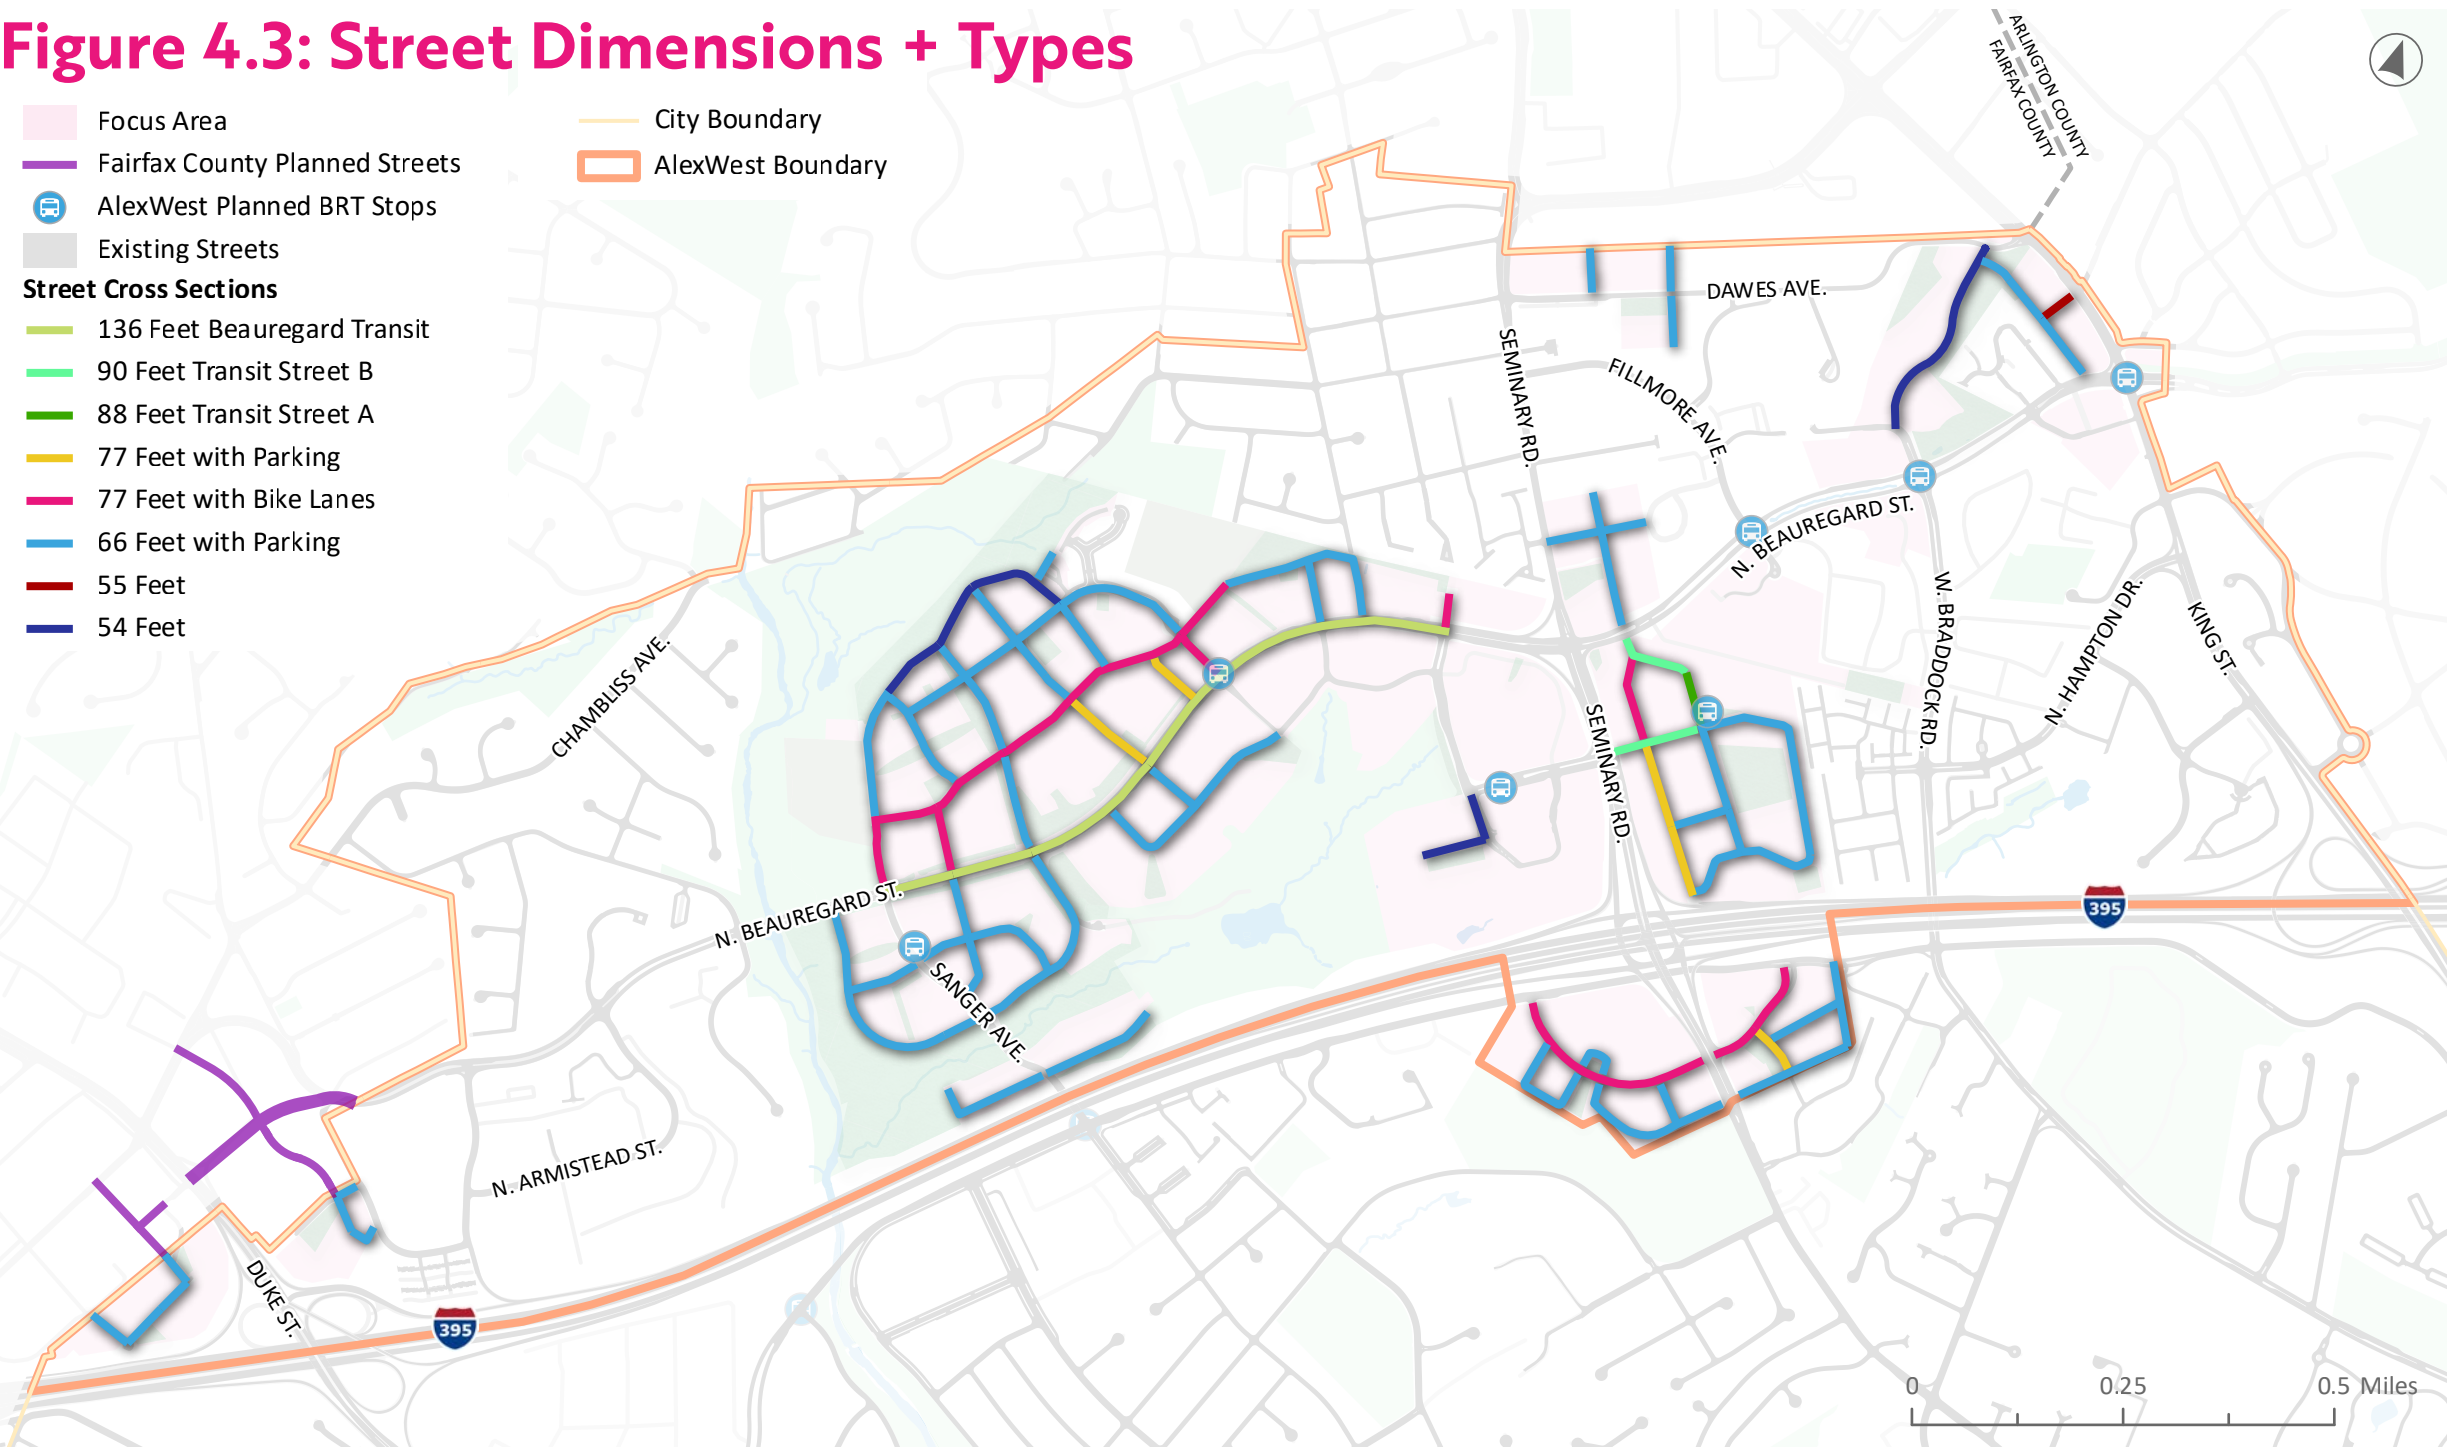 Figure 4.3: Street Dimensions + Types
Focus Area
Fairfax County Planned Streets
AlexWest Planned BRT Stops
Existing Streets
Street Cross Sections
136 Feet Beauregard Transit
90 Feet Transit Street B
88 Feet Transit Street A
77 Feet with Parking
77 Feet with Bike Lanes
66 Feet with Parking
55 Feet
54 Feet
City Boundary
AlexWest Boundary
ARLINGTON COUNTY
FAIRFAX COUNTY
DAWES AVE.
SEMINARY RD.
FILLMORE AVE.
N. BEAUREGARD ST.
W. BRADDOCK RD.
N. HAMPTON DR.
KING ST.
CHAMBLISS AVE.
SEMINARY RD.
N. BEAUREGARD ST.
SANGER AVE.
395
N. ARMISTEAD ST.
DUKE ST.
395
0 0.25 0.5 Miles